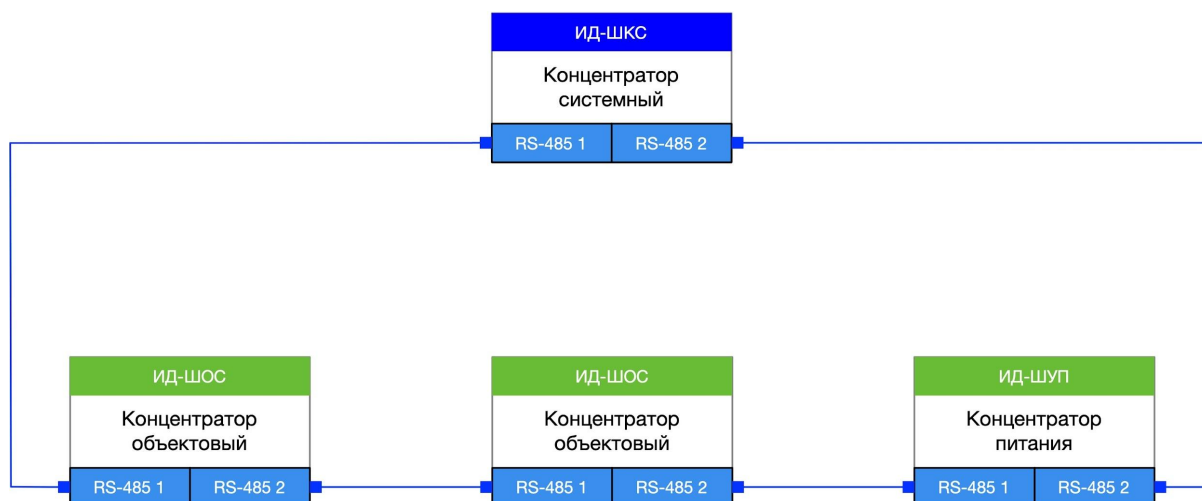 ИД-ШКС
Концентратор
системный
RS-485 1 RS-485 2
ИД-ШОС
Концентратор
объектовый
RS-485 1 RS-485 2
ИД-ШОС
Концентратор
объектовый
RS-485 1 RS-485 2
ИД-ШУП
Концентратор
питания
RS-485 1 RS-485 2